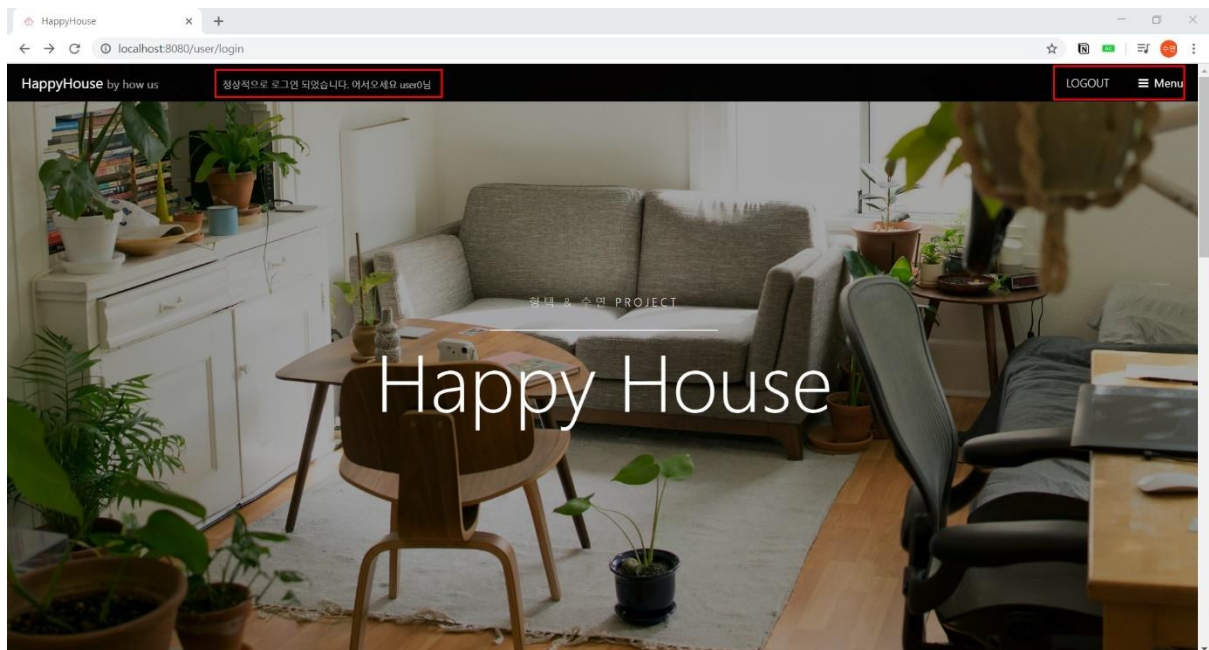 HappyHouse
localhost:8080/user/login
HappyHouse by how us
정상적으로 로그인 되었습니다. 어서오세요 user0님
LOGOUT
Menu
형택 & 수연 PROJECT
Happy House